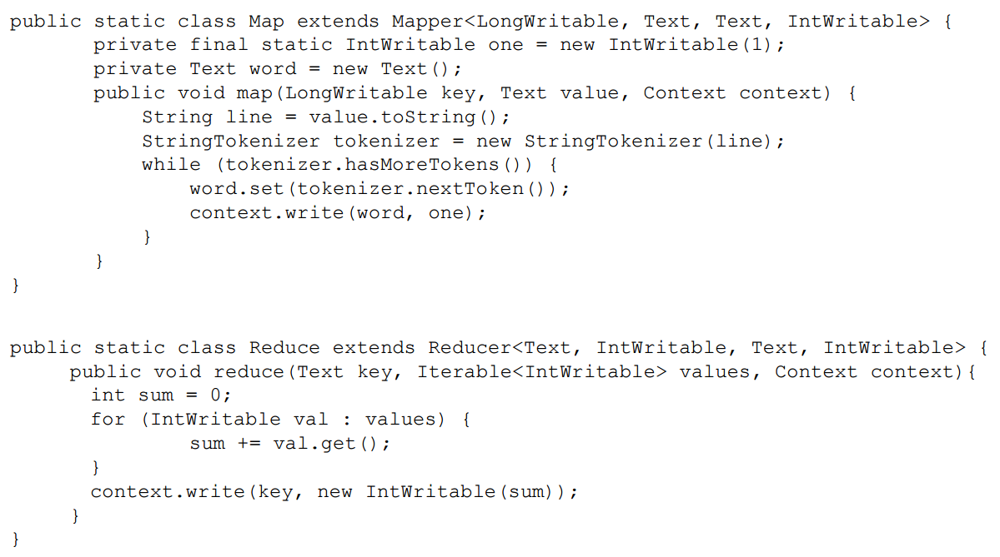 public static class Map extends Mapper<LongWritable, Text, Text, IntWritable> {
private final static IntWritable one = new IntWritable(1);
private Text word = new Text();
public void map(LongWritable key, Text value, Context context) {
String line = value.toString();
StringTokenizer tokenizer = new StringTokenizer(line);
while (tokenizer.hasMoreTokens()) {
word.set(tokenizer.nextToken());
context.write(word, one);
}
}
}
public static class Reduce extends Reducer<Text, IntWritable, Text, IntWritable> {
public void reduce(Text key, Iterable<IntWritable> values, Context context){
int sum = 0;
for (IntWritable val : values) {
sum += val.get();
}
context.write(key, new IntWritable(sum));
}
}